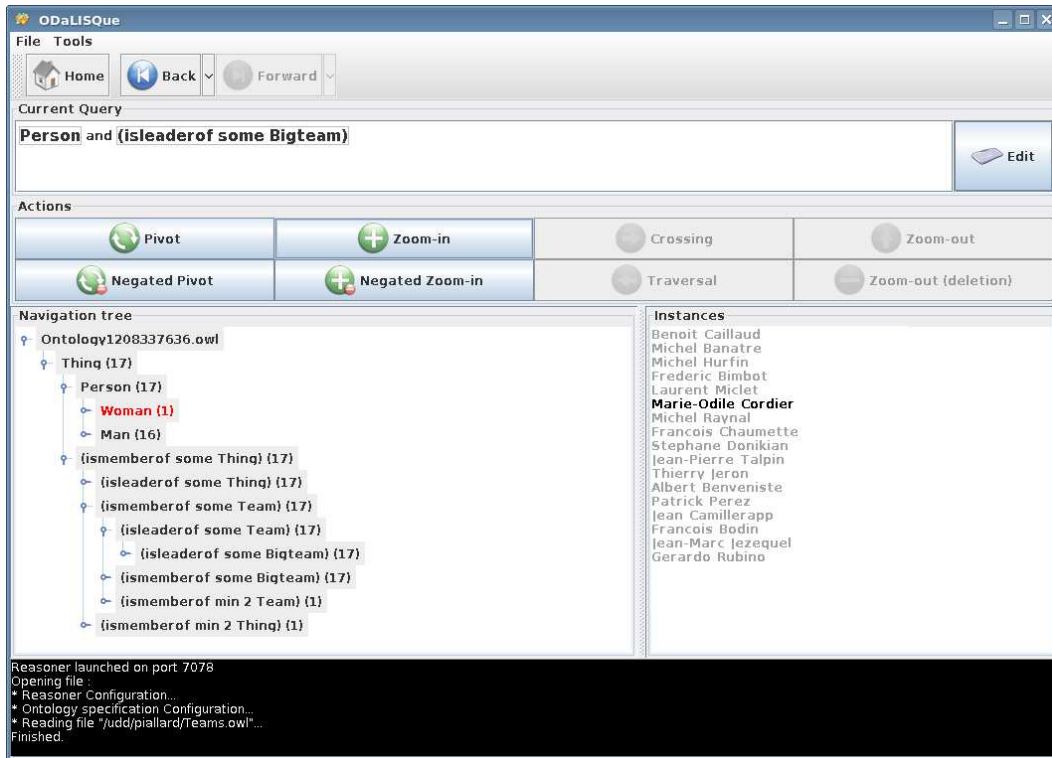 ODaLISQue
File Tools
Home Back Forward
Current Query
Person and (isleaderof some Bigteam)
Edit
Actions
Pivot Zoom-in Crossing Zoom-out
Negated Pivot Negated Zoom-in Traversal Zoom-out (deletion)
Navigation tree
Ontology1208337636.owl
Thing (17)
Person (17)
Woman (1)
Man (16)
(ismemberof some Thing) (17)
(isleaderof some Thing) (17)
(ismemberof some Team) (17)
(isleaderof some Team) (17)
(isleaderof some Bigteam) (17)
(ismemberof some Bigteam) (17)
(ismemberof min 2 Team) (1)
(ismemberof min 2 Thing) (1)
Instances
Benoit Caillaud
Michel Banatre
Michel Hurfin
Frederic Bimbot
Laurent Miclet
Marie-Odile Cordier
Michel Raynal
Francois Chaumette
Stephane Donikian
Jean-Pierre Talpin
Thierry Jeron
Albert Benveniste
Patrick Perez
Jean Camillerapp
Francois Bodin
Jean-Marc Jezequel
Gerardo Rubino
Reasoner launched on port 7078
Opening file :
* Reasoner Configuration...
* Ontology specification Configuration...
* Reading file "/udd/piallard/Teams.owl"...
Finished.